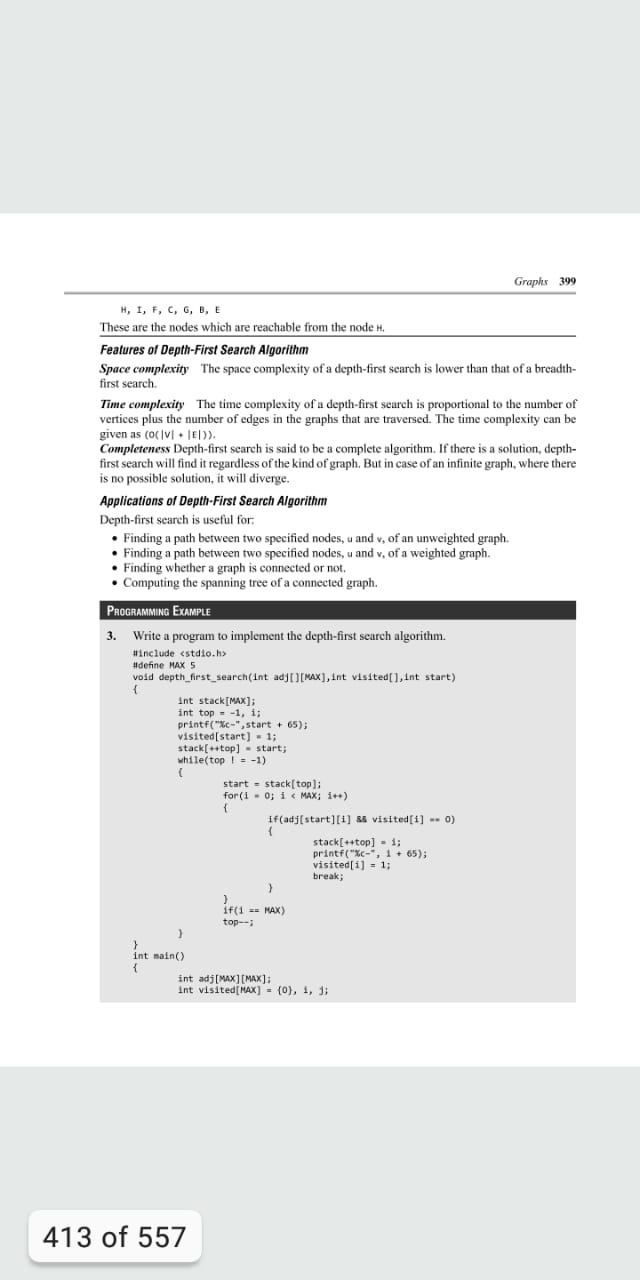 Graphs 399
H, I, F, C, G, B, E
These are the nodes which are reachable from the node H.
Features of Depth-First Search Algorithm
Space complexity The space complexity of a depth-first search is lower than that of a breadth-
first search.
Time complexity The time complexity of a depth-first search is proportional to the number of
vertices plus the number of edges in the graphs that are traversed. The time complexity can be
given as (O(|V| + |E|)).
Completeness Depth-first search is said to be a complete algorithm. If there is a solution, depth-
first search will find it regardless of the kind of graph. But in case of an infinite graph, where there
is no possible solution, it will diverge.
Applications of Depth-First Search Algorithm
Depth-first search is useful for:
• Finding a path between two specified nodes, u and v, of an unweighted graph.
• Finding a path between two specified nodes, u and v, of a weighted graph.
• Finding whether a graph is connected or not.
• Computing the spanning tree of a connected graph.
PROGRAMMING EXAMPLE
3. Write a program to implement the depth-first search algorithm.
#include <stdio.h>
#define MAX 5
void depth_first_search(int adj[][MAX],int visited[],int start)
{
int stack[MAX];
int top = -1, i;
printf("%c-",start + 65);
visited[start] = 1;
stack[++top] = start;
while(top ! = -1)
{
start = stack[top];
for(i = 0; i < MAX; i++)
{
if(adj[start][i] && visited[i] == 0)
{
stack[++top] = i;
printf("%c-", i + 65);
visited[i] = 1;
break;
}
}
if(i == MAX)
top--;
}
}
int main()
{
int adj[MAX][MAX];
int visited[MAX] = {0}, i, j;
413 of 557